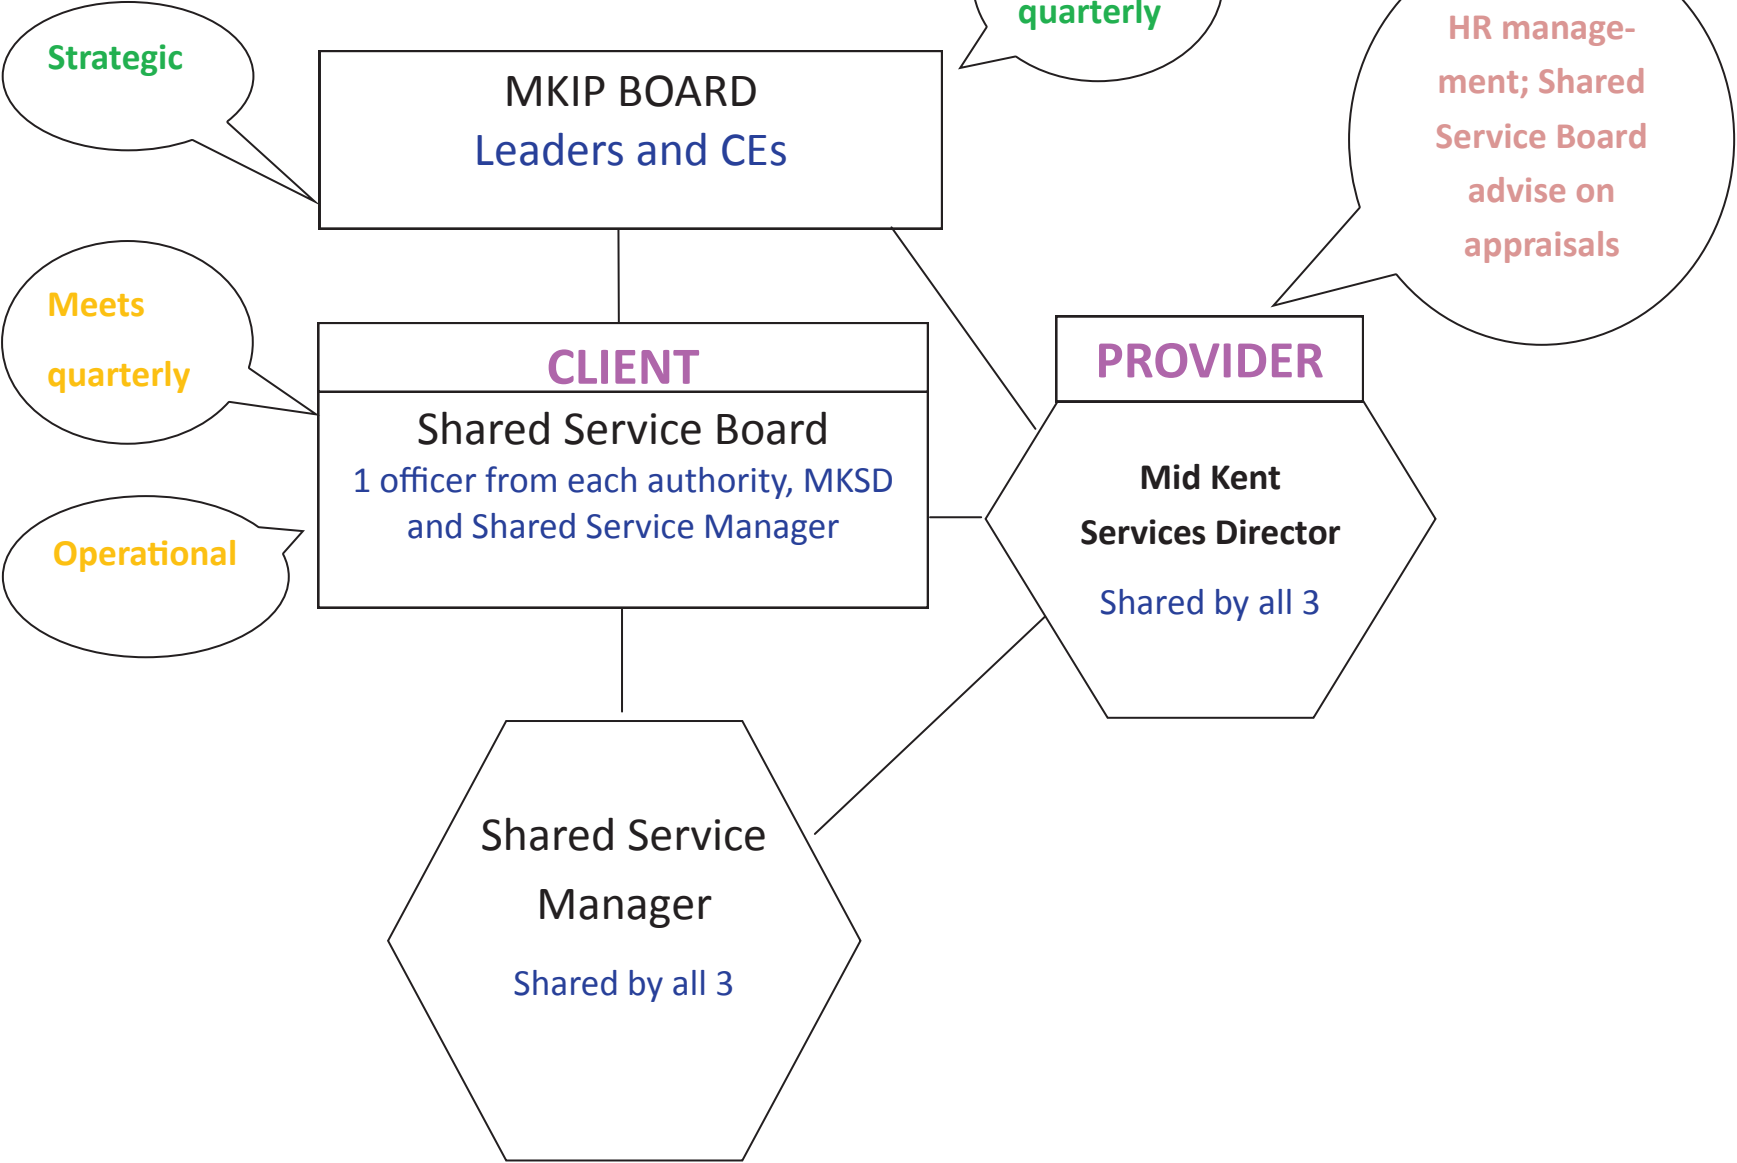 quarterly
Strategic
MKIP BOARD
Leaders and CEs
HR manage-
ment; Shared
Service Board
advise on
appraisals
Meets
quarterly
CLIENT
Shared Service Board
1 officer from each authority, MKSD
and Shared Service Manager
PROVIDER
Mid Kent
Services Director
Shared by all 3
Operational
Shared Service
Manager
Shared by all 3